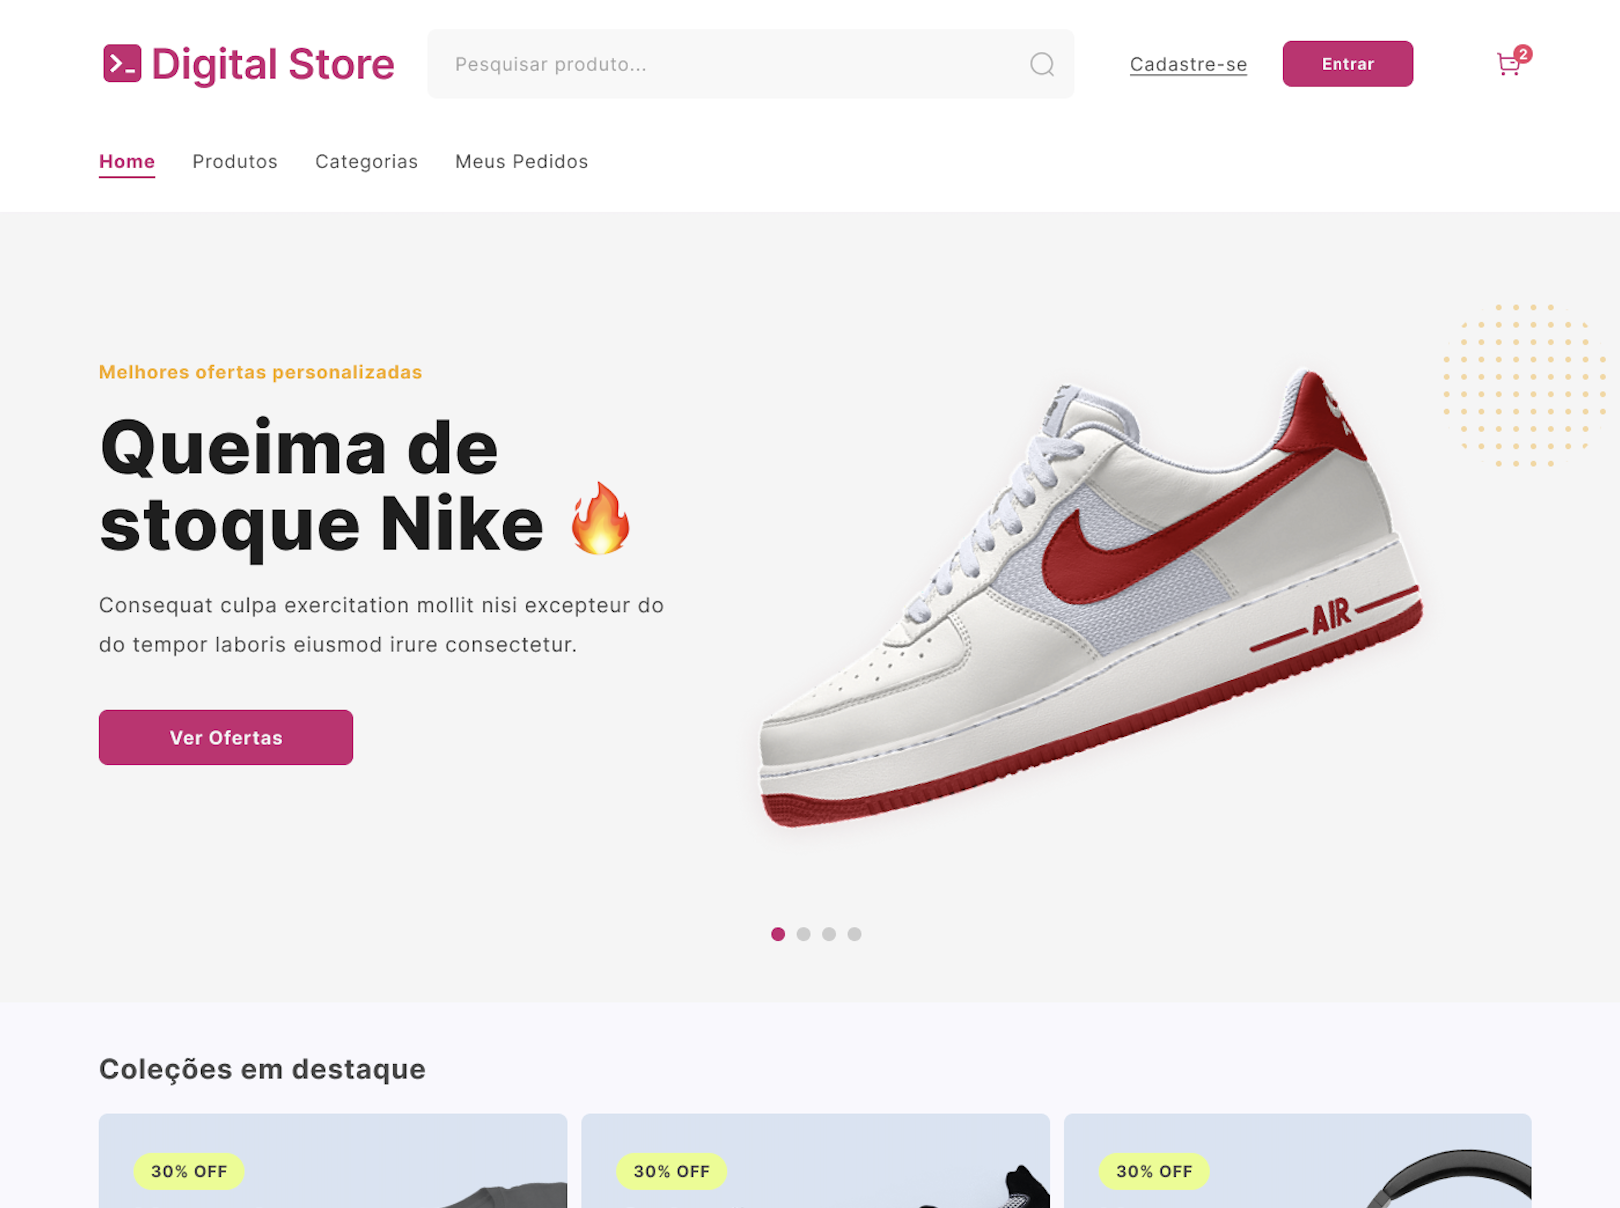 Digital Store
Pesquisar produto...
Cadastre-se
Entrar
2
Home
Produtos
Categorias
Meus Pedidos
Melhores ofertas personalizadas
Queima de
stoque Nike 🔥
Consequat culpa exercitation mollit nisi excepteur do
do tempor laboris eiusmod irure consectetur.
Ver Ofertas
AIR
Coleções em destaque
30% OFF
30% OFF
30% OFF